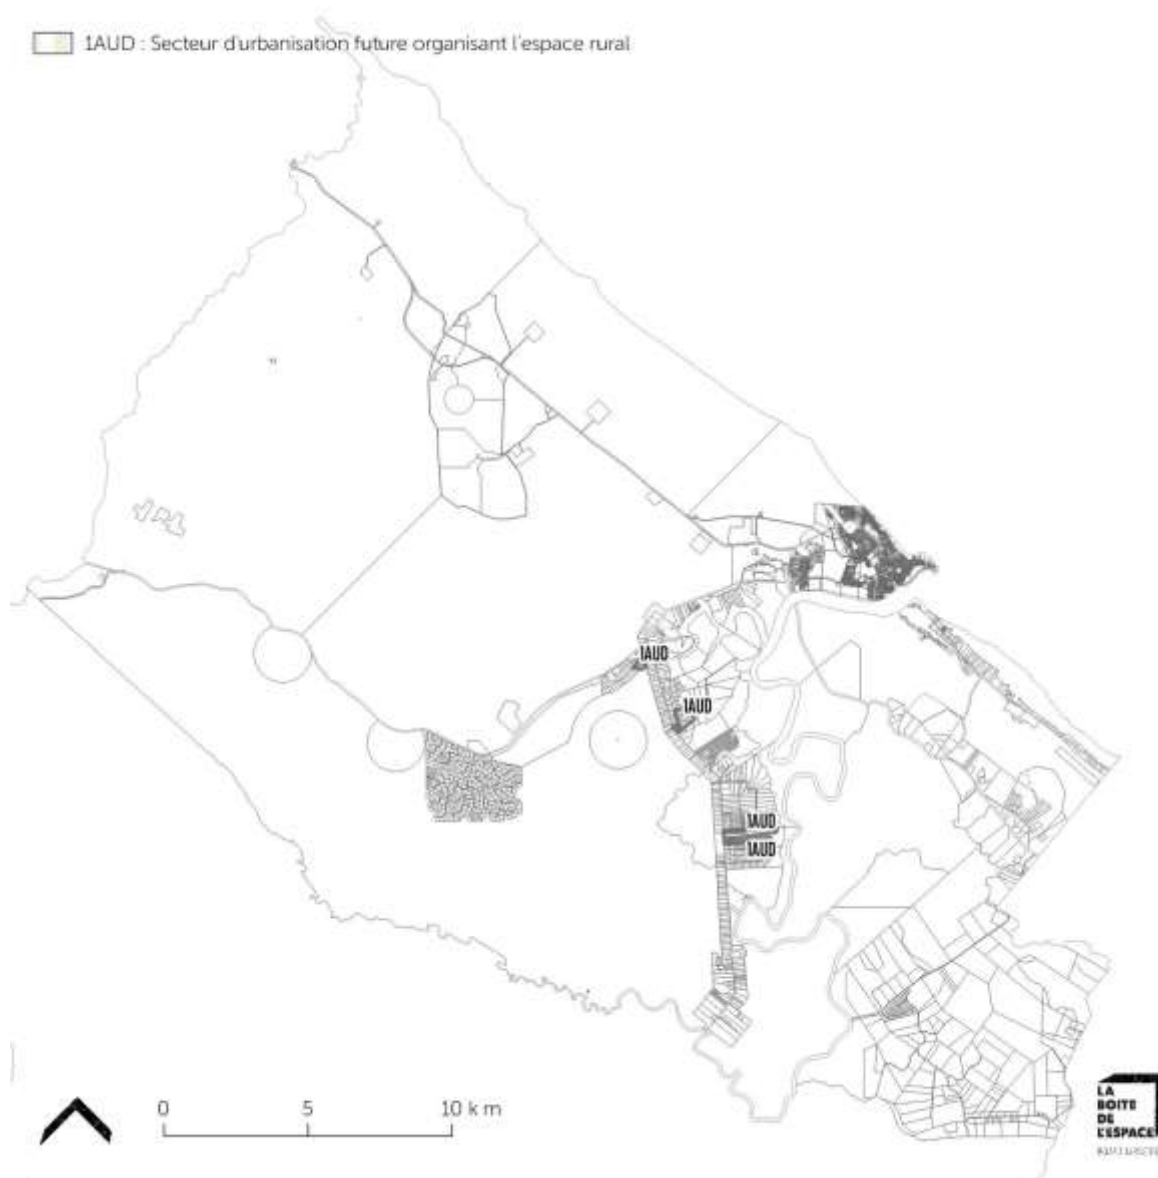 1AUD : Secteur d'urbanisation future organisant l'espace rural
1AUD
1AUD
1AUD
1AUD
0 5 10 km
LA
BOITE
DE
L'ESPACE